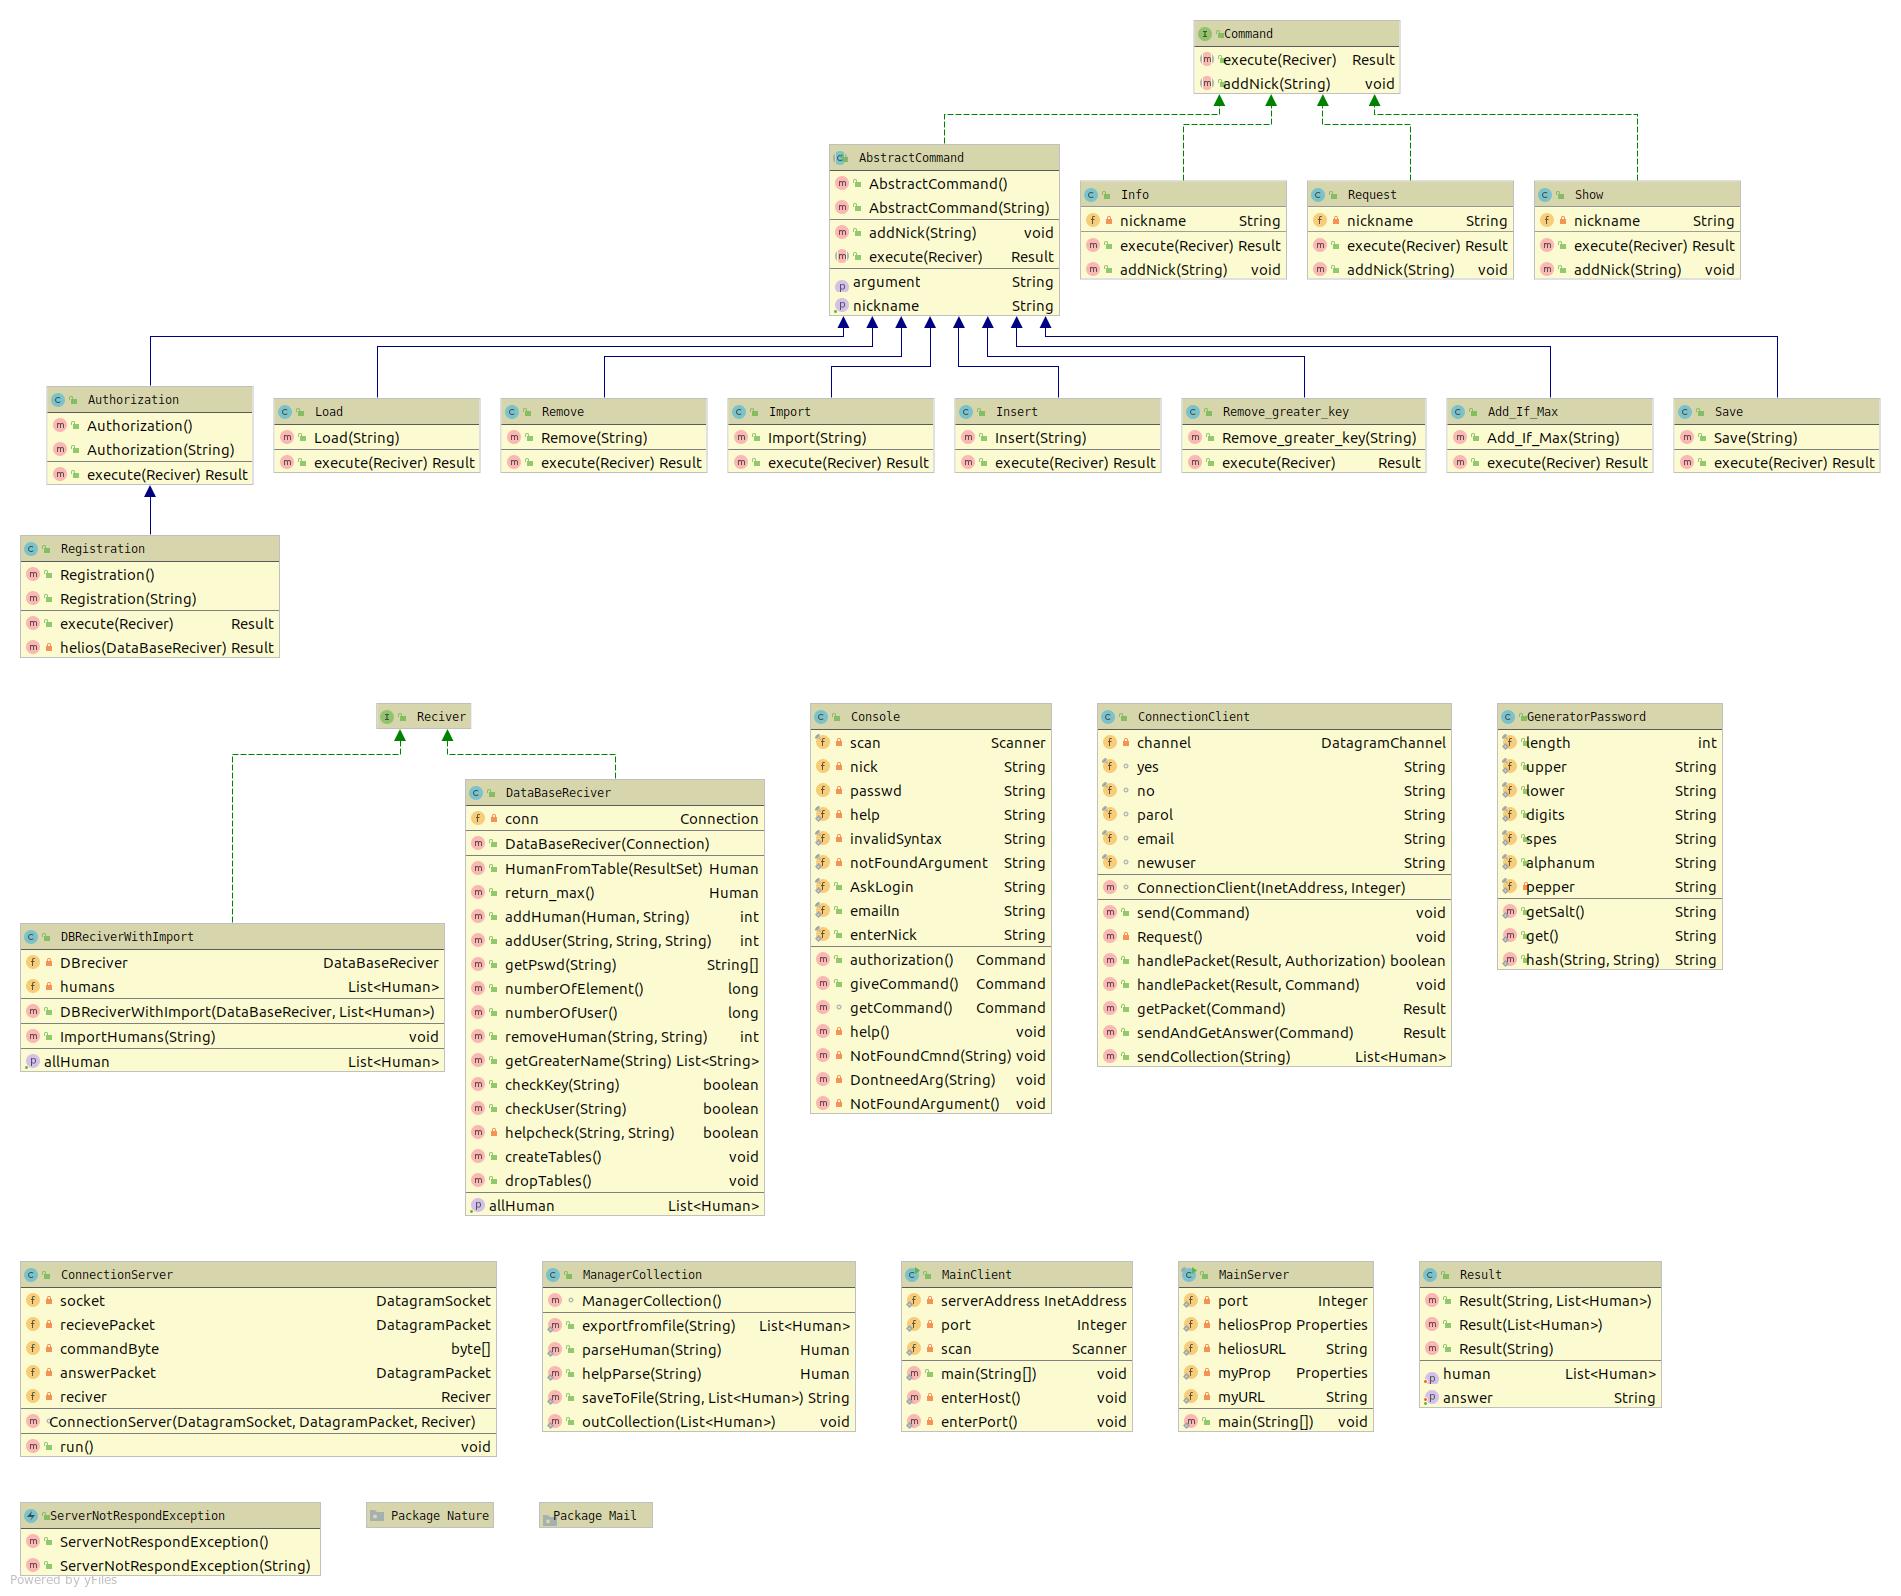 Command
execute(Reciver) Result
addNick(String) void
AbstractCommand
AbstractCommand()
AbstractCommand(String)
addNick(String) void
execute(Reciver) Result
argument String
nickname String
Info
nickname String
execute(Reciver) Result
addNick(String) void
Request
nickname String
execute(Reciver) Result
addNick(String) void
Show
nickname String
execute(Reciver) Result
addNick(String) void
Authorization
Authorization()
Authorization(String)
execute(Reciver) Result
Load
Load(String)
execute(Reciver) Result
Remove
Remove(String)
execute(Reciver) Result
Import
Import(String)
execute(Reciver) Result
Insert
Insert(String)
execute(Reciver) Result
Remove_greater_key
Remove_greater_key(String)
execute(Reciver) Result
Add_If_Max
Add_If_Max(String)
execute(Reciver) Result
Save
Save(String)
execute(Reciver) Result
Registration
Registration()
Registration(String)
execute(Reciver) Result
helios(DataBaseReciver) Result
Reciver
DBReciverWithImport
DBreciver DataBaseReciver
humans List<Human>
DBReciverWithImport(DataBaseReciver, List<Human>)
ImportHumans(String) void
allHuman List<Human>
DataBaseReciver
conn Connection
DataBaseReciver(Connection)
HumanFromTable(ResultSet) Human
return_max() Human
addHuman(Human, String) int
addUser(String, String, String) int
getPswd(String) String[]
numberOfElement() long
numberOfUser() long
removeHuman(String, String) int
getGreaterName(String) List<String>
checkKey(String) boolean
checkUser(String) boolean
helpcheck(String, String) boolean
createTables() void
dropTables() void
allHuman List<Human>
Console
scan Scanner
nick String
passwd String
help String
invalidSyntax String
notFoundArgument String
AskLogin String
emailIn String
enterNick String
authorization() Command
giveCommand() Command
getCommand() Command
help() void
NotFoundCmnd(String) void
DontneedArg(String) void
NotFoundArgument() void
ConnectionClient
channel DatagramChannel
yes String
no String
parol String
email String
newuser String
ConnectionClient(InetAddress, Integer)
send(Command) void
Request() void
handlePacket(Result, Authorization) boolean
handlePacket(Result, Command) void
getPacket(Command) Result
sendAndGetAnswer(Command) Result
sendCollection(String) List<Human>
GeneratorPassword
length int
upper String
lower String
digits String
spes String
alphanum String
pepper String
getSalt() String
get() String
hash(String, String) String
ConnectionServer
socket DatagramSocket
recievePacket DatagramPacket
commandByte byte[]
answerPacket DatagramPacket
reciver Reciver
ConnectionServer(DatagramSocket, DatagramPacket, Reciver)
run() void
ManagerCollection
ManagerCollection()
exportfromfile(String) List<Human>
parseHuman(String) Human
helpParse(String) Human
saveToFile(String, List<Human>) String
outCollection(List<Human>) void
MainClient
serverAddress InetAddress
port Integer
scan Scanner
main(String[]) void
enterHost() void
enterPort() void
MainServer
port Integer
heliosProp Properties
heliosURL String
myProp Properties
myURL String
main(String[]) void
Result
Result(String, List<Human>)
Result(List<Human>)
Result(String)
human List<Human>
answer String
ServerNotRespondException
ServerNotRespondException()
ServerNotRespondException(String)
Package Nature
Package Mail
Powered by yFiles